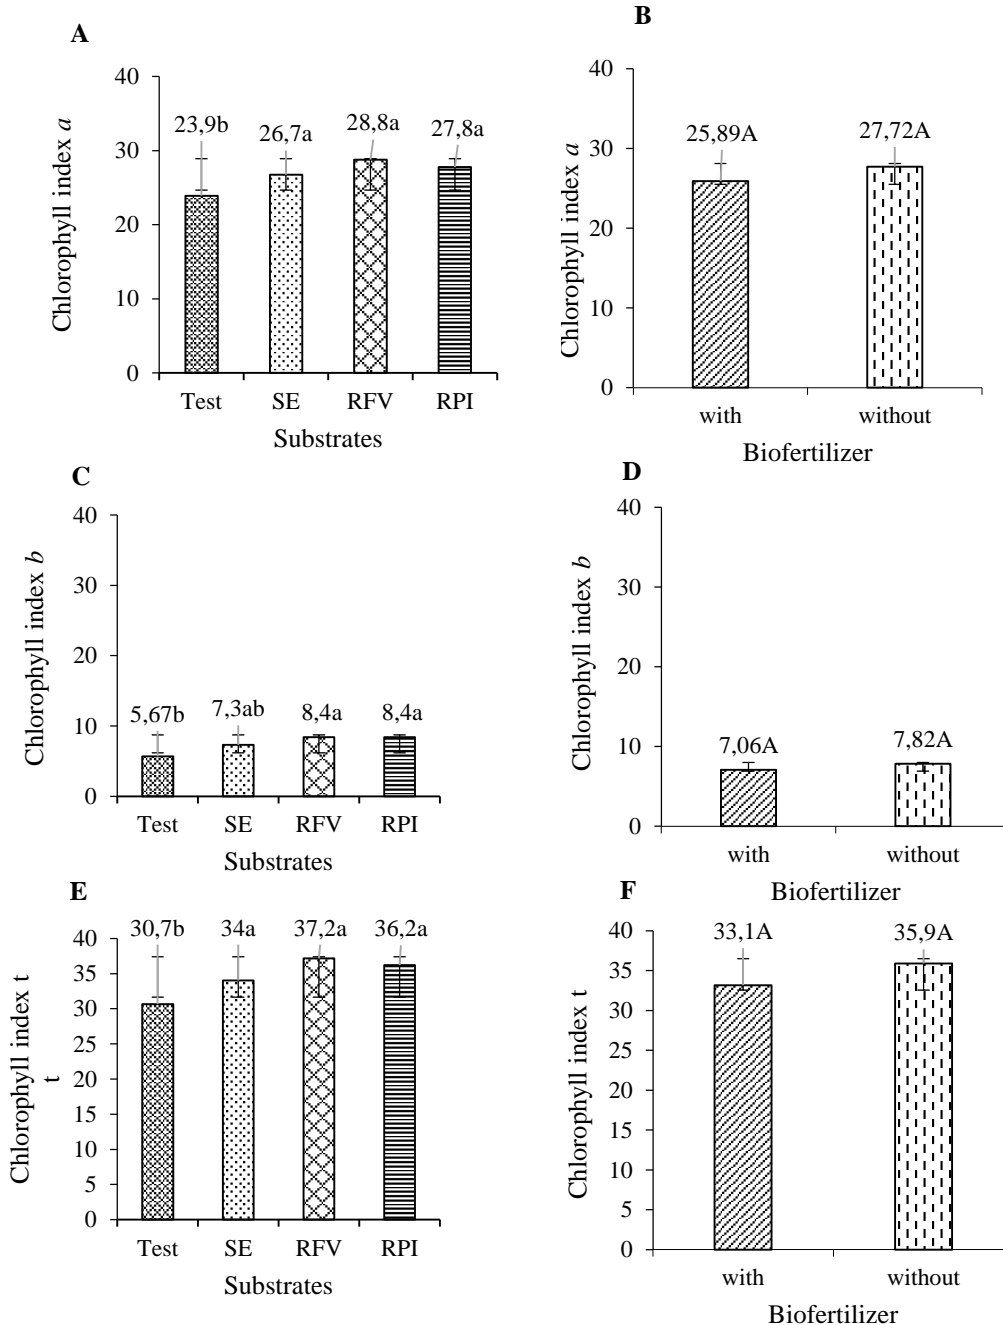 A
Chlorophyll index a
40
30
20
10
0
23,9b
26,7a
28,8a
27,8a
Test
SE
RFV
RPI
Substrates
B
Chlorophyll index a
40
30
20
10
0
25,89A
27,72A
with
without
Biofertilizer
C
Chlorophyll index b
40
30
20
10
0
5,67b
7,3ab
8,4a
8,4a
Test
SE
RFV
RPI
Substrates
D
Chlorophyll index b
40
30
20
10
0
7,06A
7,82A
with
without
Biofertilizer
E
Chlorophyll index t
t
40
35
30
25
20
15
10
5
0
30,7b
34a
37,2a
36,2a
Test
SE
RFV
RPI
Substrates
F
Chlorophyll index t
40
35
30
25
20
15
10
5
0
33,1A
35,9A
with
without
Biofertilizer